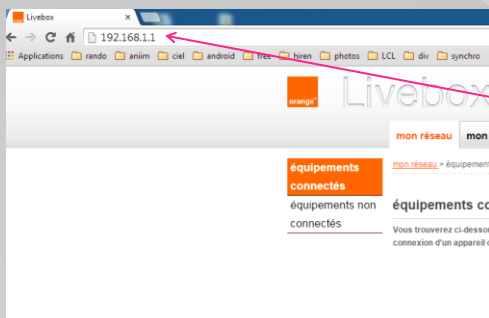 Livebox
192.168.1.1
Applications rando aniim ciel android free hiren photos LCL div synchro
orange
Livebox
mon réseau mon
équipements connectés
mon réseau > équipement
équipements non connectés
équipements co
Vous trouverez ci-desso
connexion d'un appareil